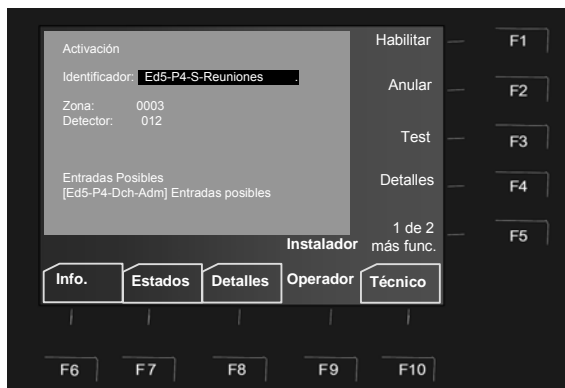 Activación
Habilitar
F1
Identificador: Ed5-P4-S-Reuniones .
Anular
F2
Zona: 0003
Detector: 012
Test
F3
Entradas Posibles
[Ed5-P4-Dch-Adm] Entradas posibles
Detalles
F4
Instalador
1 de 2
más func.
F5
Info.
Estados
Detalles
Operador
Técnico
F6
F7
F8
F9
F10